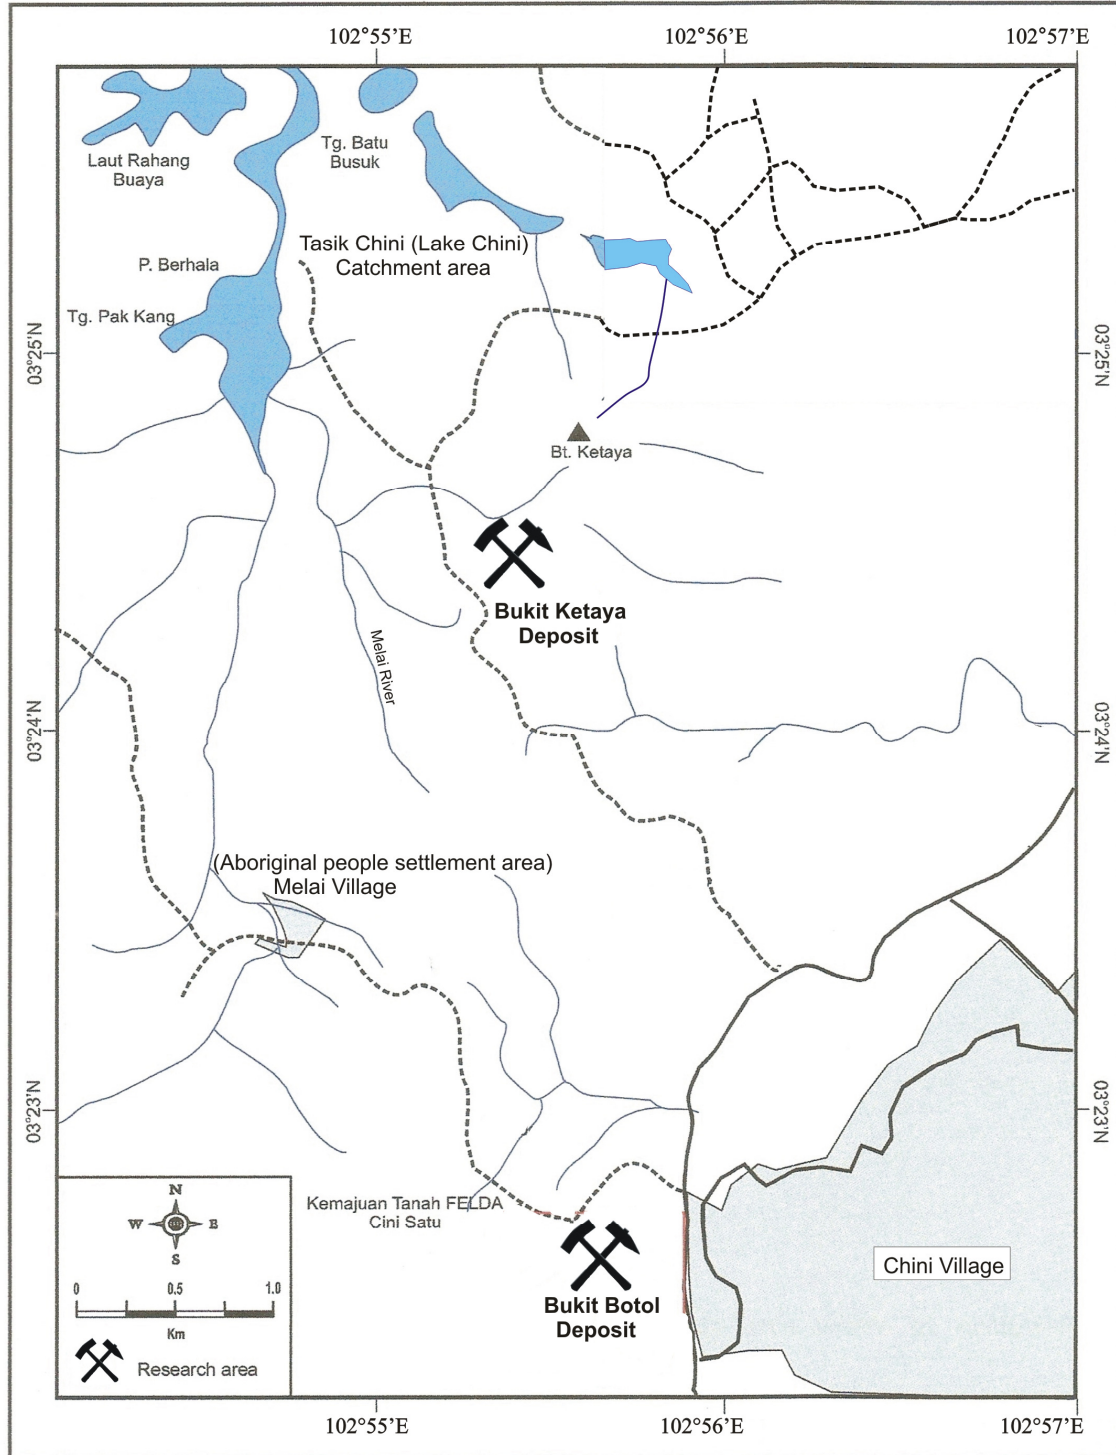 102°55'E
102°56'E
102°57'E
Laut Rahang
Buaya
Tg. Batu
Busuk
Tasik Chini (Lake Chini)
Catchment area
P. Berhala
Tg. Pak Kang
03°25'N
03°25'N
Bt. Ketaya
Bukit Ketaya
Deposit
Melai River
03°24'N
03°24'N
(Aboriginal people settlement area)
Melai Village
03°23'N
03°23'N
Kemajuan Tanah FELDA
Cini Satu
Chini Village
Bukit Botol
Deposit
N
W E
S
0 0.5 1.0
Km
Research area
102°55'E
102°56'E
102°57'E